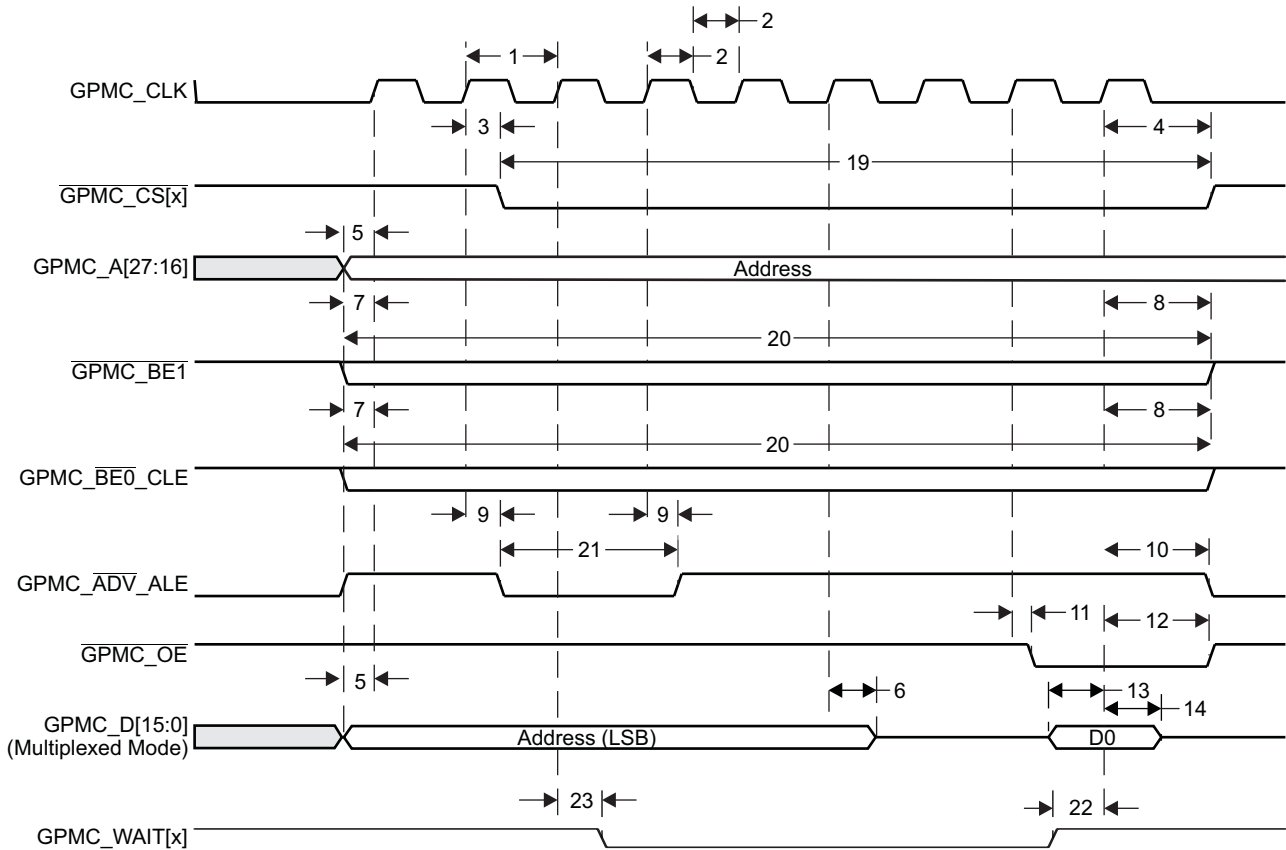 2
1
2
GPMC_CLK
3
4
19
GPMC_CS[x]
5
GPMC_A[27:16]
Address
7
8
20
GPMC_BE1
7
8
20
GPMC_BE0_CLE
9
9
21
10
GPMC_ADV_ALE
11
12
GPMC_OE
5
6
13
14
GPMC_D[15:0]
(Multiplexed Mode)
Address (LSB)
D0
23
22
GPMC_WAIT[x]